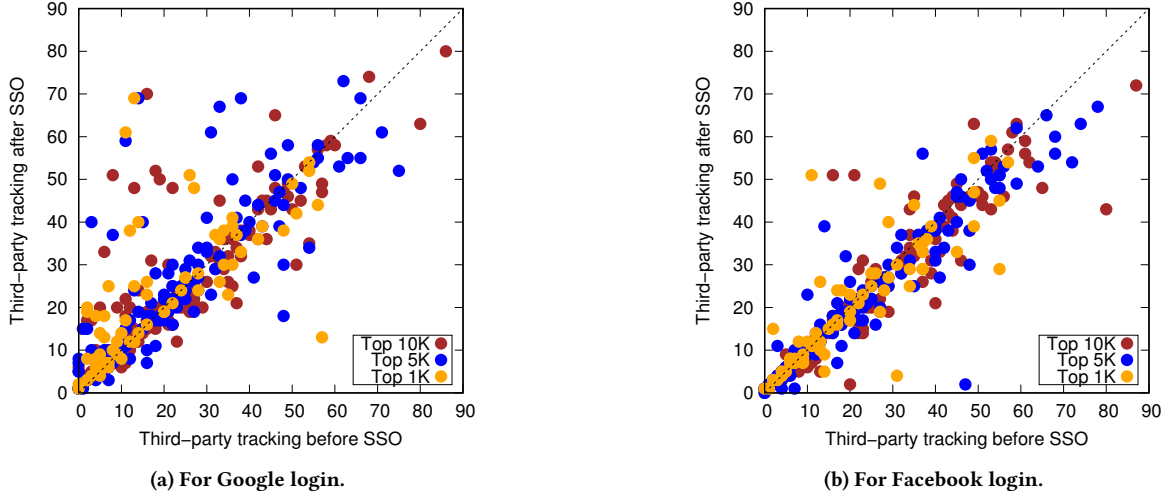 90
80
70
60
50
40
30
20
10
0
0 10 20 30 40 50 60 70 80 90
Third-party tracking after SSO
Third-party tracking before SSO
Top 10K
Top 5K
Top 1K
(a) For Google login.
90
80
70
60
50
40
30
20
10
0
0 10 20 30 40 50 60 70 80 90
Third-party tracking after SSO
Third-party tracking before SSO
Top 10K
Top 5K
Top 1K
(b) For Facebook login.